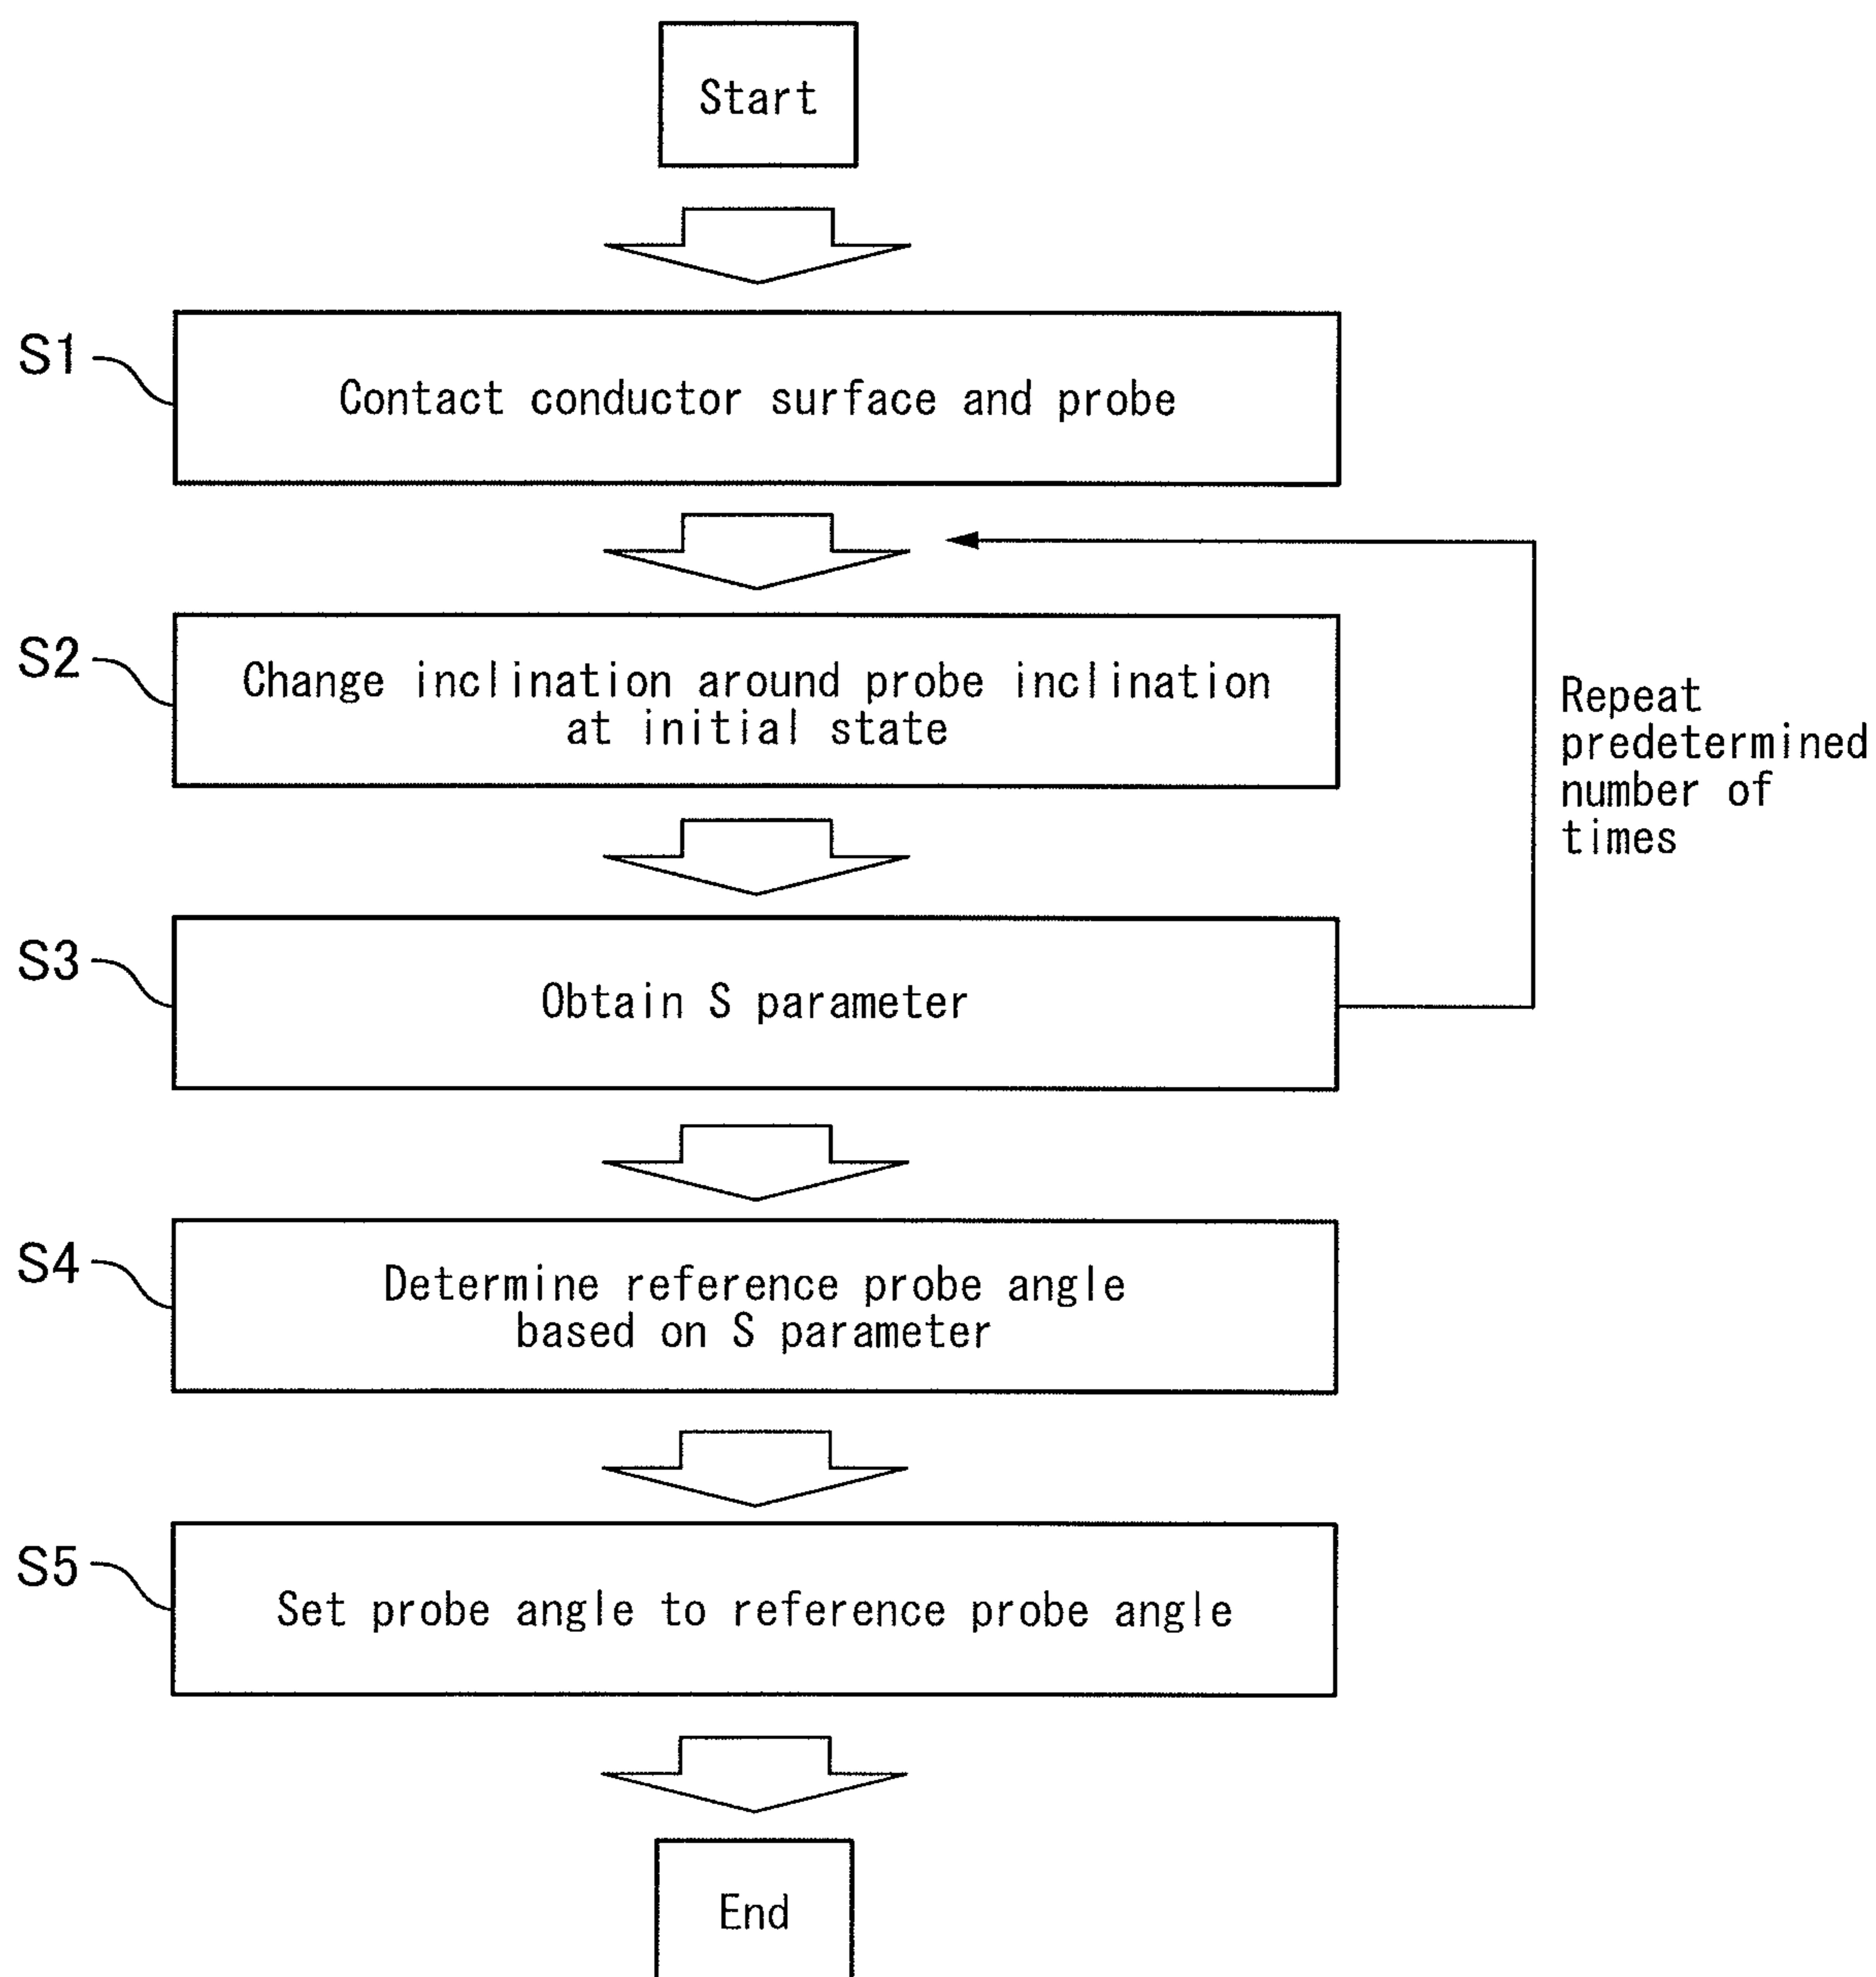 Start
S1
Contact conductor surface and probe
S2
Change inclination around probe inclination
at initial state
Repeat
predetermined
number of
times
S3
Obtain S parameter
S4
Determine reference probe angle
based on S parameter
S5
Set probe angle to reference probe angle
End